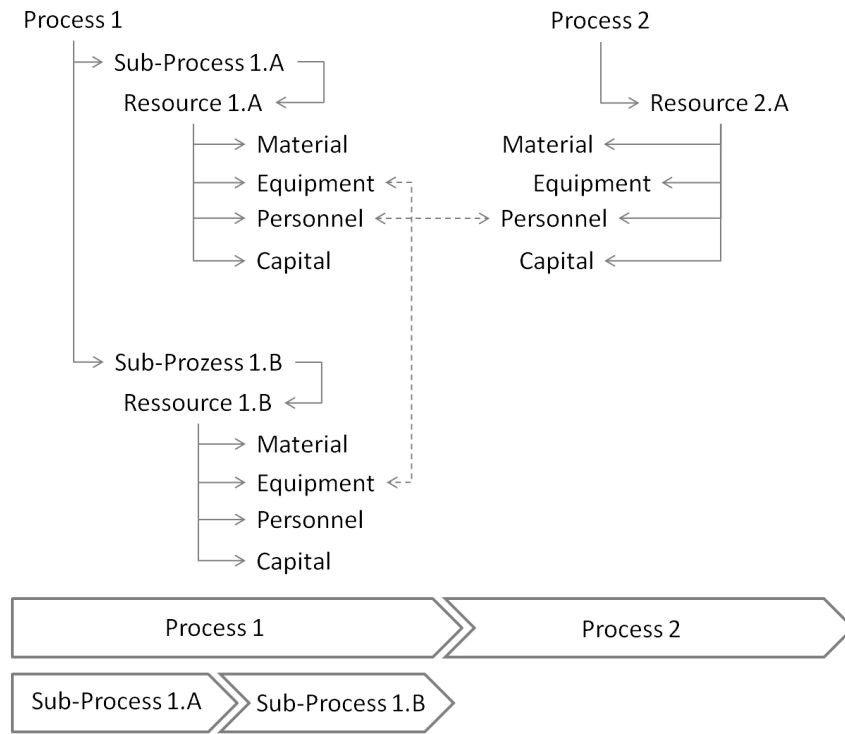 Process 1
Process 2
Sub-Process 1.A
Resource 1.A
Resource 2.A
Material
Material
Equipment
Equipment
Personnel
Personnel
Capital
Capital
Sub-Prozess 1.B
Ressource 1.B
Material
Equipment
Personnel
Capital
Process 1
Process 2
Sub-Process 1.A
Sub-Process 1.B